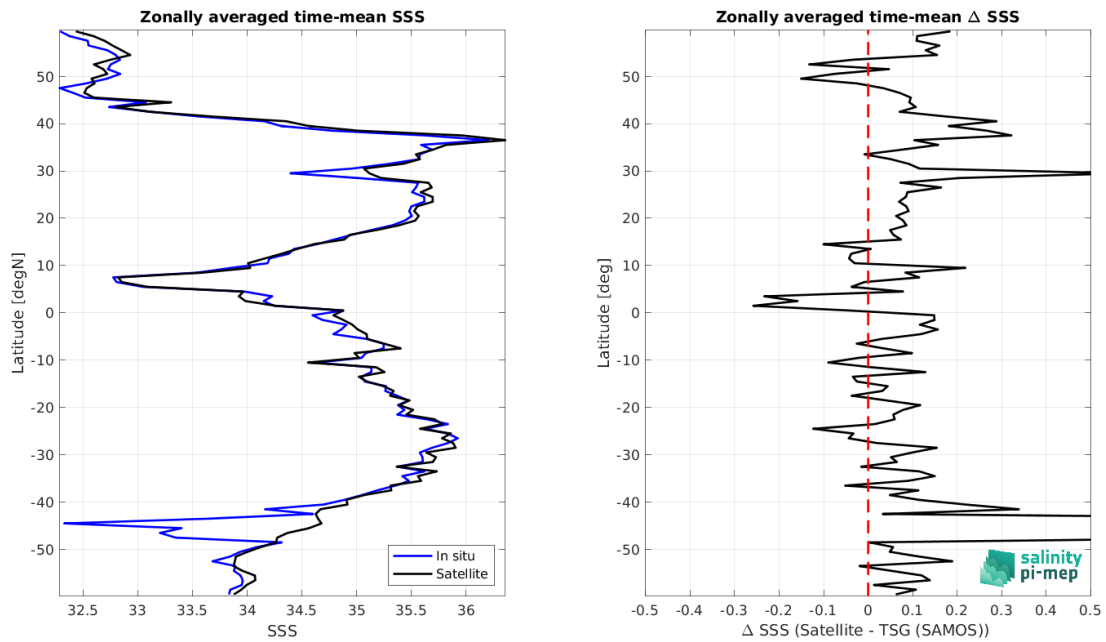 Zonally averaged time-mean SSS
50
40
30
20
10
0
-10
-20
-30
-40
-50
Latitude [degN]
32.5 33 33.5 34 34.5 35 35.5 36
SSS
In situ
Satellite
Zonally averaged time-mean Δ SSS
50
40
30
20
10
0
-10
-20
-30
-40
-50
Latitude [deg]
-0.5 -0.4 -0.3 -0.2 -0.1 0 0.1 0.2 0.3 0.4 0.5
Δ SSS (Satellite - TSG (SAMOS))
salinity
pi-mep